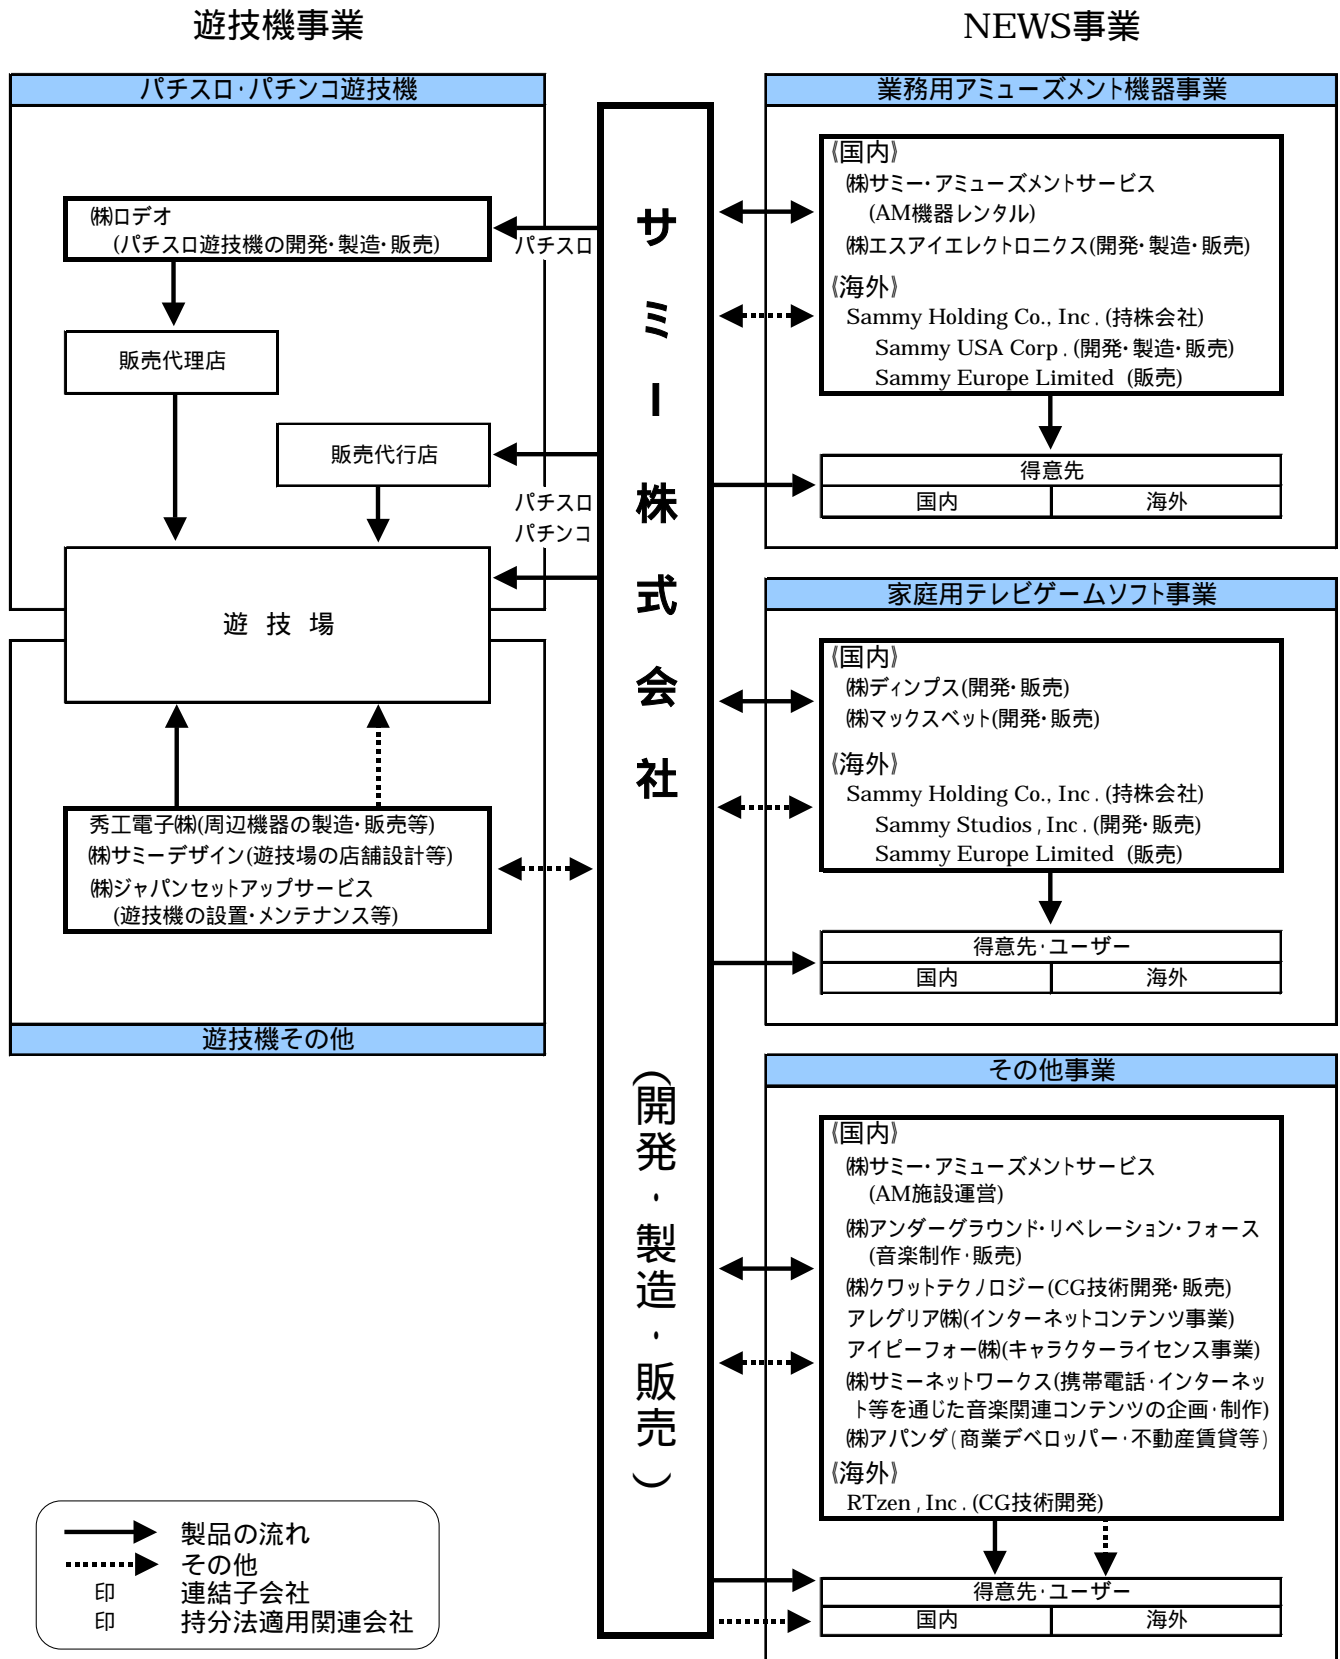 遊技機事業
パチスロ・パチンコ遊技機
㈱ロデオ
(パチスロ遊技機の開発・製造・販売)
パチスロ
販売代理店
販売代行店
パチスロ
パチンコ
遊 技 場
秀工電子㈱(周辺機器の製造・販売等)
㈱サミーデザイン(遊技場の店舗設計等)
㈱ジャパンセットアップサービス
(遊技機の設置・メンテナンス等)
遊技機その他
サミー株式会社
(開発・製造・販売)
NEWS事業
業務用アミューズメント機器事業
《国内》
㈱サミー・アミューズメントサービス
(AM機器レンタル)
㈱エスアイエレクトロニクス(開発・製造・販売)
《海外》
Sammy Holding Co., Inc. (持株会社)
Sammy USA Corp. (開発・製造・販売)
Sammy Europe Limited (販売)
得意先
国内 海外
家庭用テレビゲームソフト事業
《国内》
㈱ディンプス(開発・販売)
㈱マックスベット(開発・販売)
《海外》
Sammy Holding Co., Inc. (持株会社)
Sammy Studios, Inc. (開発・販売)
Sammy Europe Limited (販売)
得意先・ユーザー
国内 海外
その他事業
《国内》
㈱サミー・アミューズメントサービス
(AM施設運営)
㈱アンダーグラウンド・リベレーション・フォース
(音楽制作・販売)
㈱クワットテクノロジー(CG技術開発・販売)
アレグリア㈱(インターネットコンテンツ事業)
アイピーフォー㈱(キャラクターライセンス事業)
㈱サミーネットワークス(携帯電話・インターネッ
ト等を通じた音楽関連コンテンツの企画・制作)
㈱アパンダ(商業デベロッパー・不動産賃貸等)
《海外》
RTzen, Inc. (CG技術開発)
得意先・ユーザー
国内 海外
製品の流れ
その他
印 連結子会社
印 持分法適用関連会社